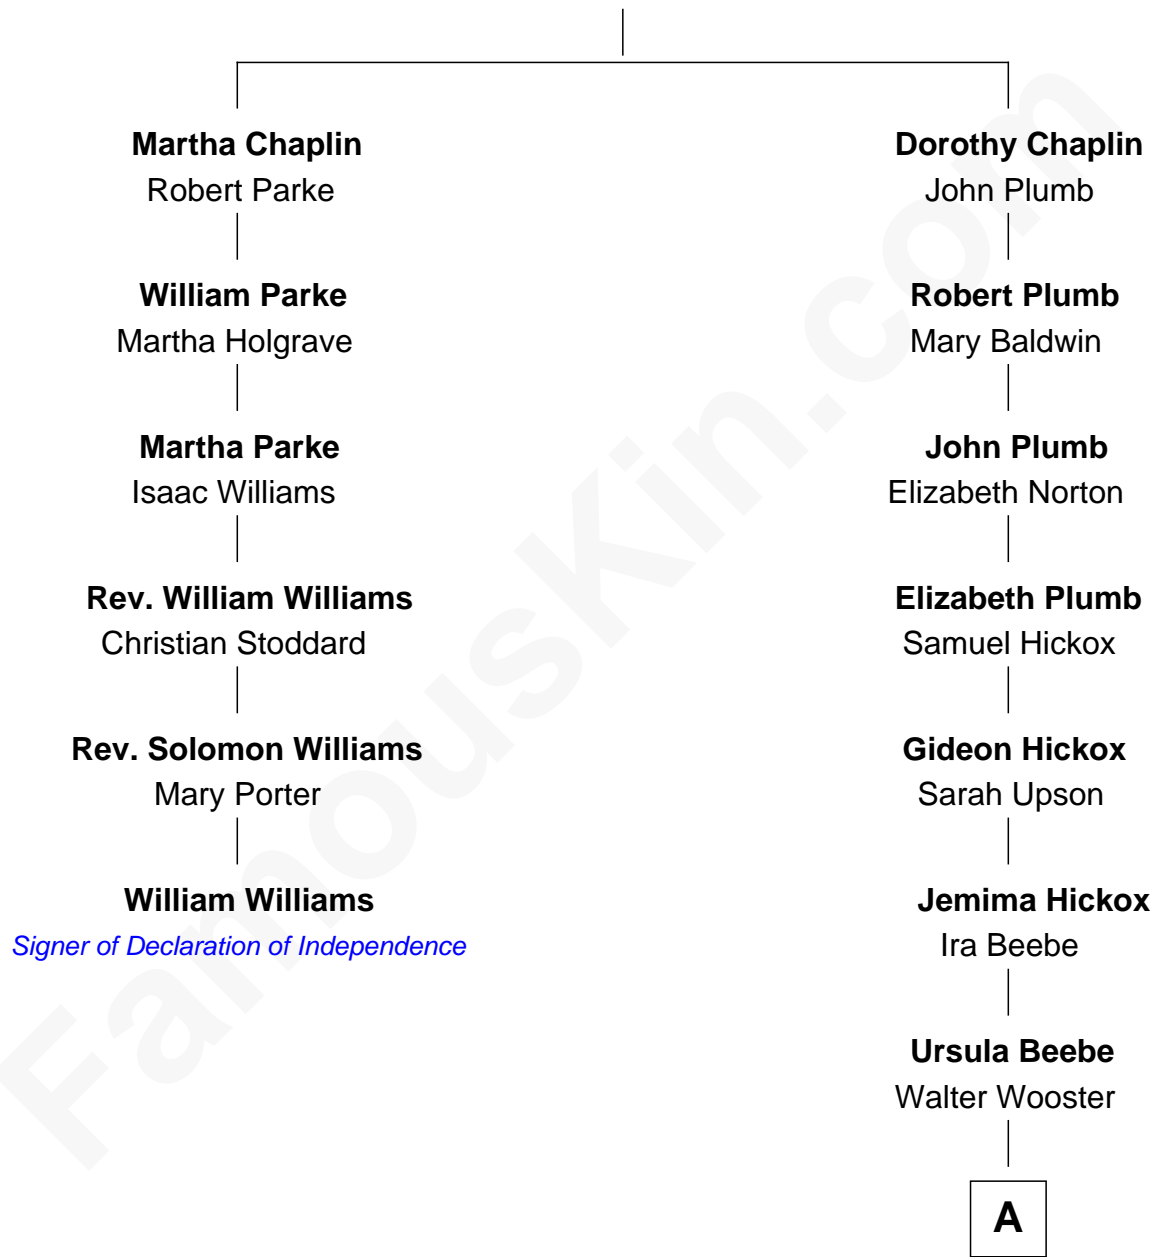 Martha Chaplin
Robert Parke
William Parke
Martha Holgrave
Martha Parke
Isaac Williams
Rev. William Williams
Christian Stoddard
Rev. Solomon Williams
Mary Porter
William Williams
Signer of Declaration of Independence
Dorothy Chaplin
John Plumb
Robert Plumb
Mary Baldwin
John Plumb
Elizabeth Norton
Elizabeth Plumb
Samuel Hickox
Gideon Hickox
Sarah Upson
Jemima Hickox
Ira Beebe
Ursula Beebe
Walter Wooster
A
FamousKin.com